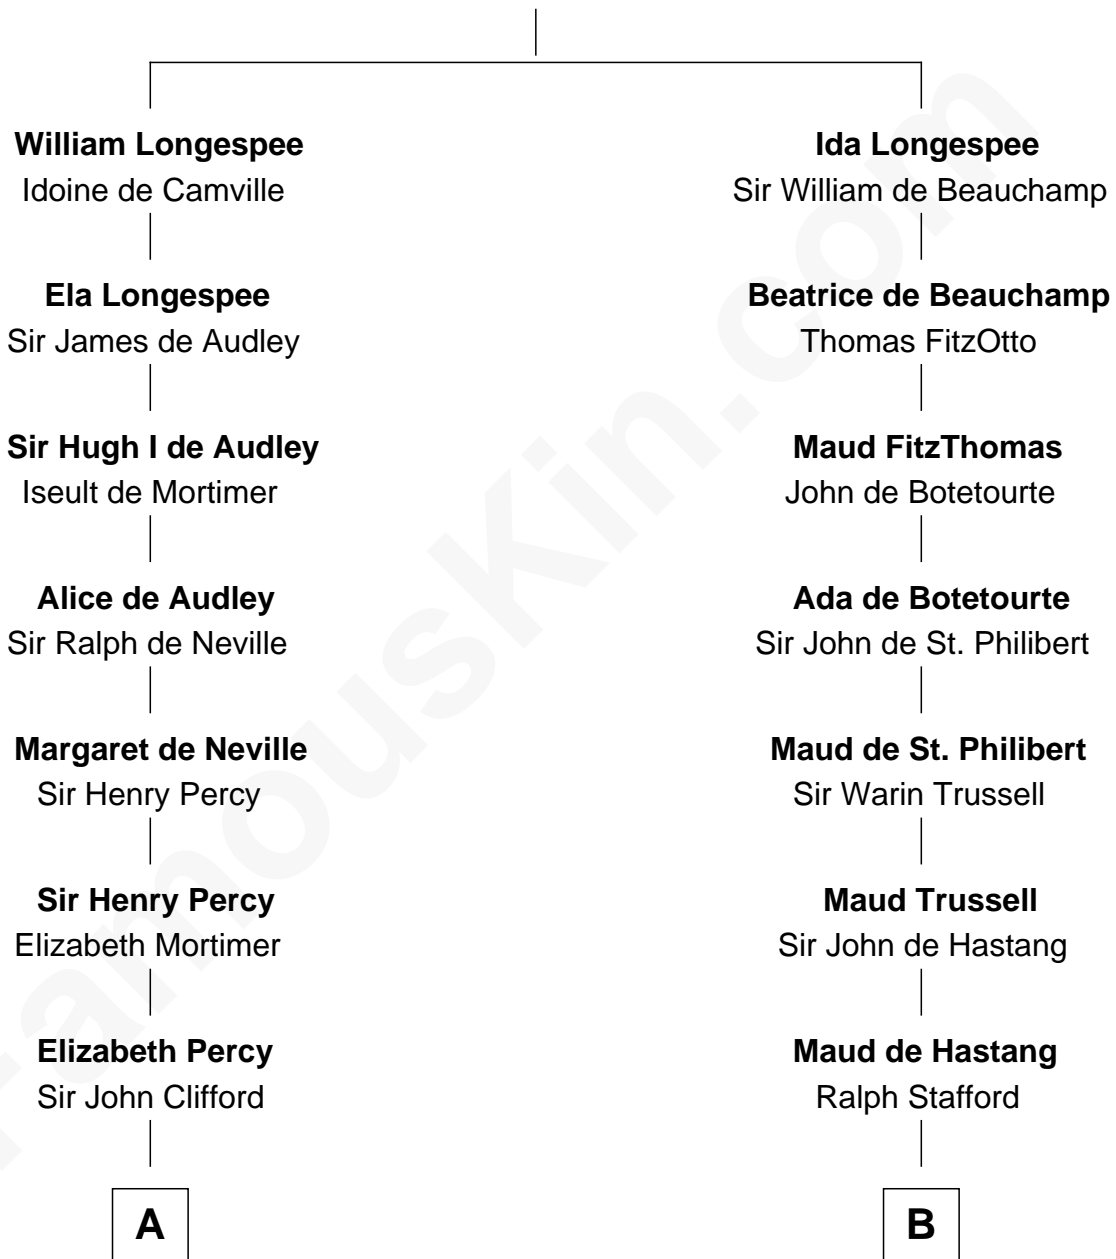 William Longespee
Idoine de Camville
Ela Longespee
Sir James de Audley
Sir Hugh I de Audley
Iseult de Mortimer
Alice de Audley
Sir Ralph de Neville
Margaret de Neville
Sir Henry Percy
Sir Henry Percy
Elizabeth Mortimer
Elizabeth Percy
Sir John Clifford
A
Ida Longespee
Sir William de Beauchamp
Beatrice de Beauchamp
Thomas FitzOtto
Maud FitzThomas
John de Botetourte
Ada de Botetourte
Sir John de St. Philibert
Maud de St. Philibert
Sir Warin Trussell
Maud Trussell
Sir John de Hastang
Maud de Hastang
Ralph Stafford
B
FamousKin.com